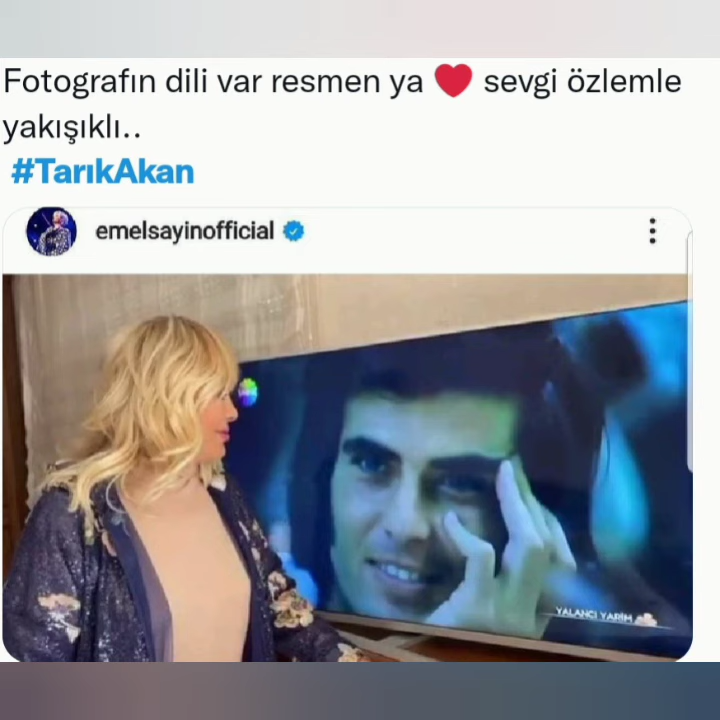 Fotografın dili var resmen ya ❤️ sevgi özlemle
yakışıklı..
#TarıkAkan
emelsayinofficial
YALANCI YARİM